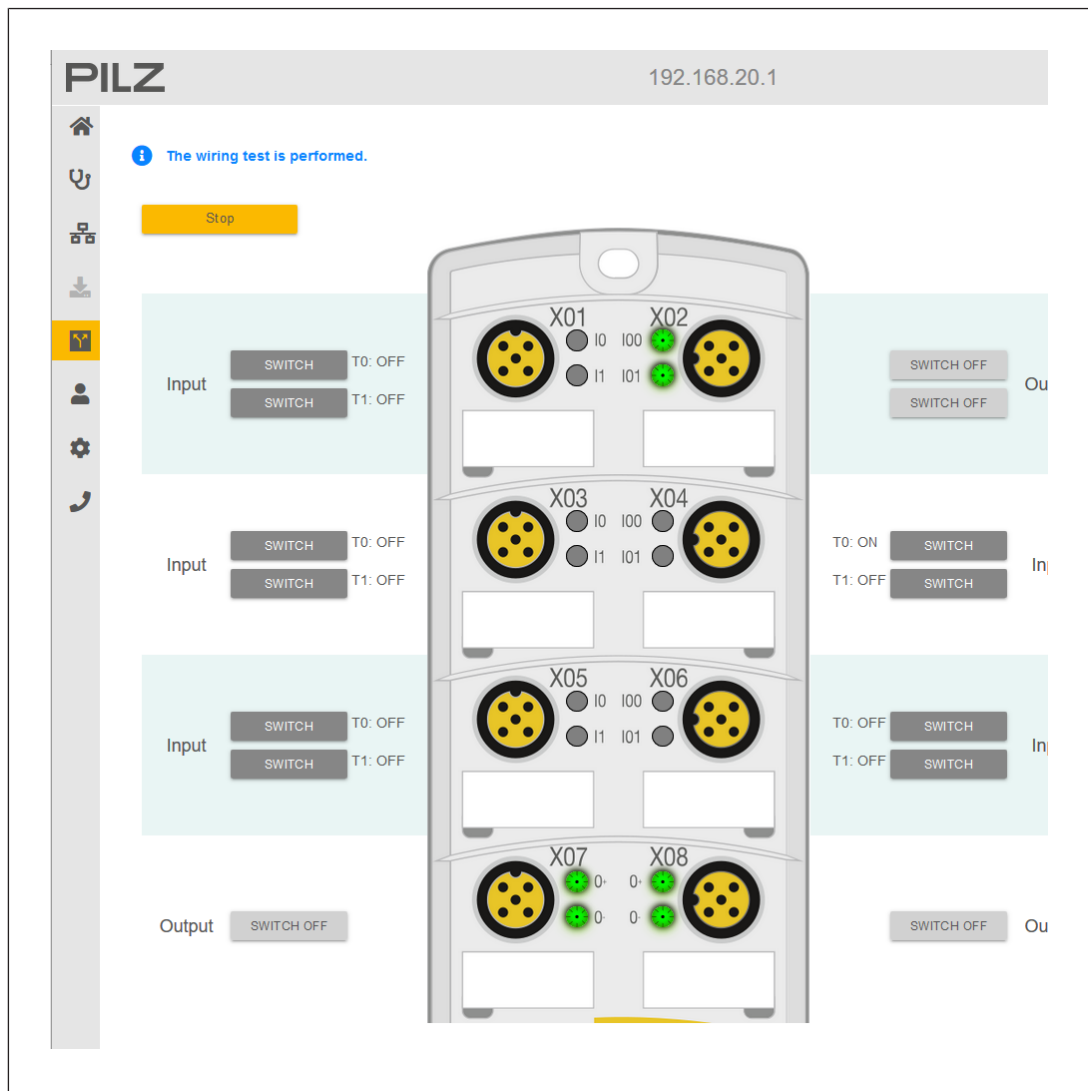 PILZ
192.168.20.1
The wiring test is performed.
Stop
X01 X02
I0 I00
I1 I01
Input
SWITCH T0: OFF
SWITCH T1: OFF
SWITCH OFF
SWITCH OFF
Ou
X03 X04
I0 I00
I1 I01
Input
SWITCH T0: OFF
SWITCH T1: OFF
T0: ON SWITCH
T1: OFF SWITCH
In
X05 X06
I0 I00
I1 I01
Input
SWITCH T0: OFF
SWITCH T1: OFF
T0: OFF SWITCH
T1: OFF SWITCH
In
X07 X08
0+ 0+
0- 0-
Output SWITCH OFF
SWITCH OFF Ou